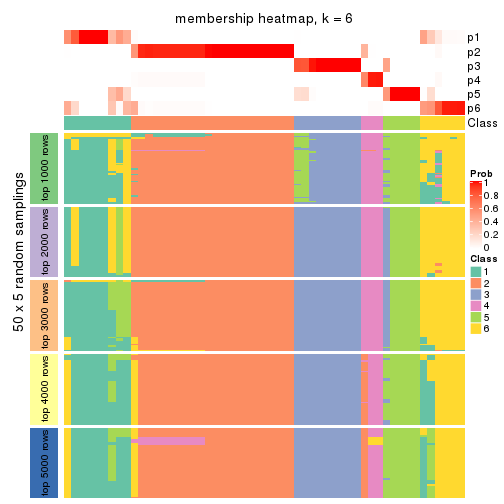 membership heatmap, k = 6
p1
p2
p3
p4
p5
p6
Class
50 x 5 random samplings
top 1000 rows
top 2000 rows
top 3000 rows
top 4000 rows
top 5000 rows
Prob
1
0.8
0.6
0.4
0.2
0
Class
1
2
3
4
5
6